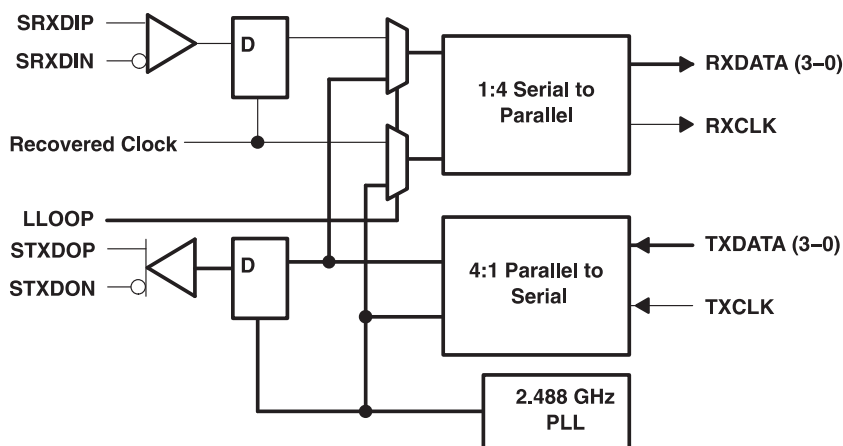 SRXDIP
SRXDIN
D
1:4 Serial to
Parallel
RXDATA (3–0)
RXCLK
Recovered Clock
LLOOP
STXDOP
STXDON
D
4:1 Parallel to
Serial
TXDATA (3–0)
TXCLK
2.488 GHz
PLL